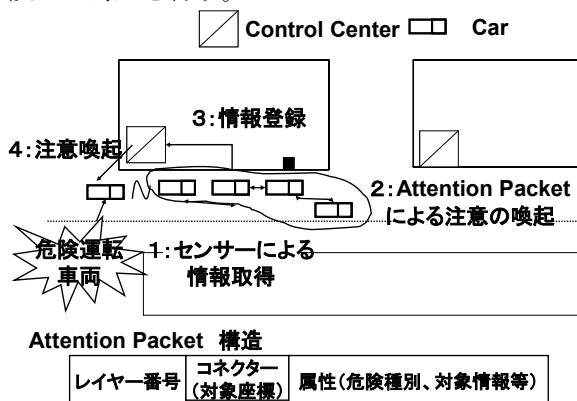 Control Center Car
3：情報登録
4：注意喚起
2：Attention Packet
による注意の喚起
危険運転
車両
1：センサーによる
情報取得
Attention Packet 構造
レイヤー番号
コネクター
(対象座標)
属性(危険種別、対象情報等)